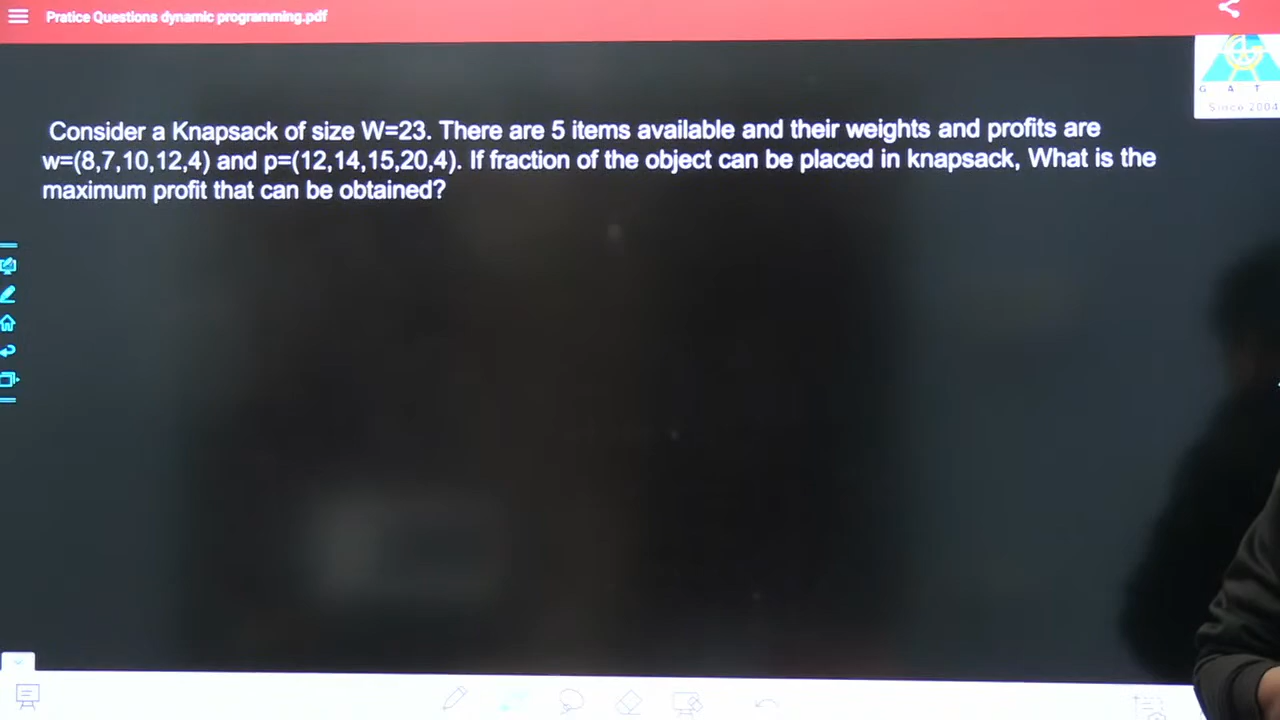 Pratice Questions dynamic programming.pdf
G A T
Since 2004
Consider a Knapsack of size W=23. There are 5 items available and their weights and profits are
w=(8,7,10,12,4) and p=(12,14,15,20,4). If fraction of the object can be placed in knapsack, What is the
maximum profit that can be obtained?